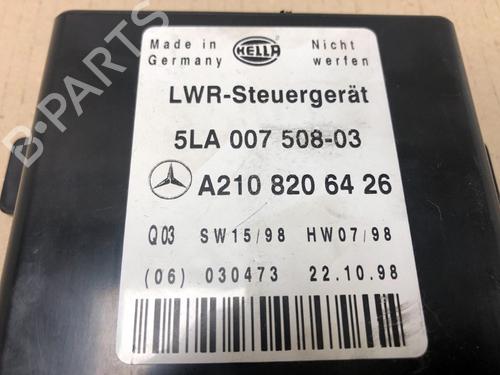 B-PARTS
Made in Germany
HELLA
Nicht werfen
LWR-Steuergerät
5LA 007 508-03
A210 820 64 26
Q03 SW15/98 HW07/98
(06) 030473 22.10.98